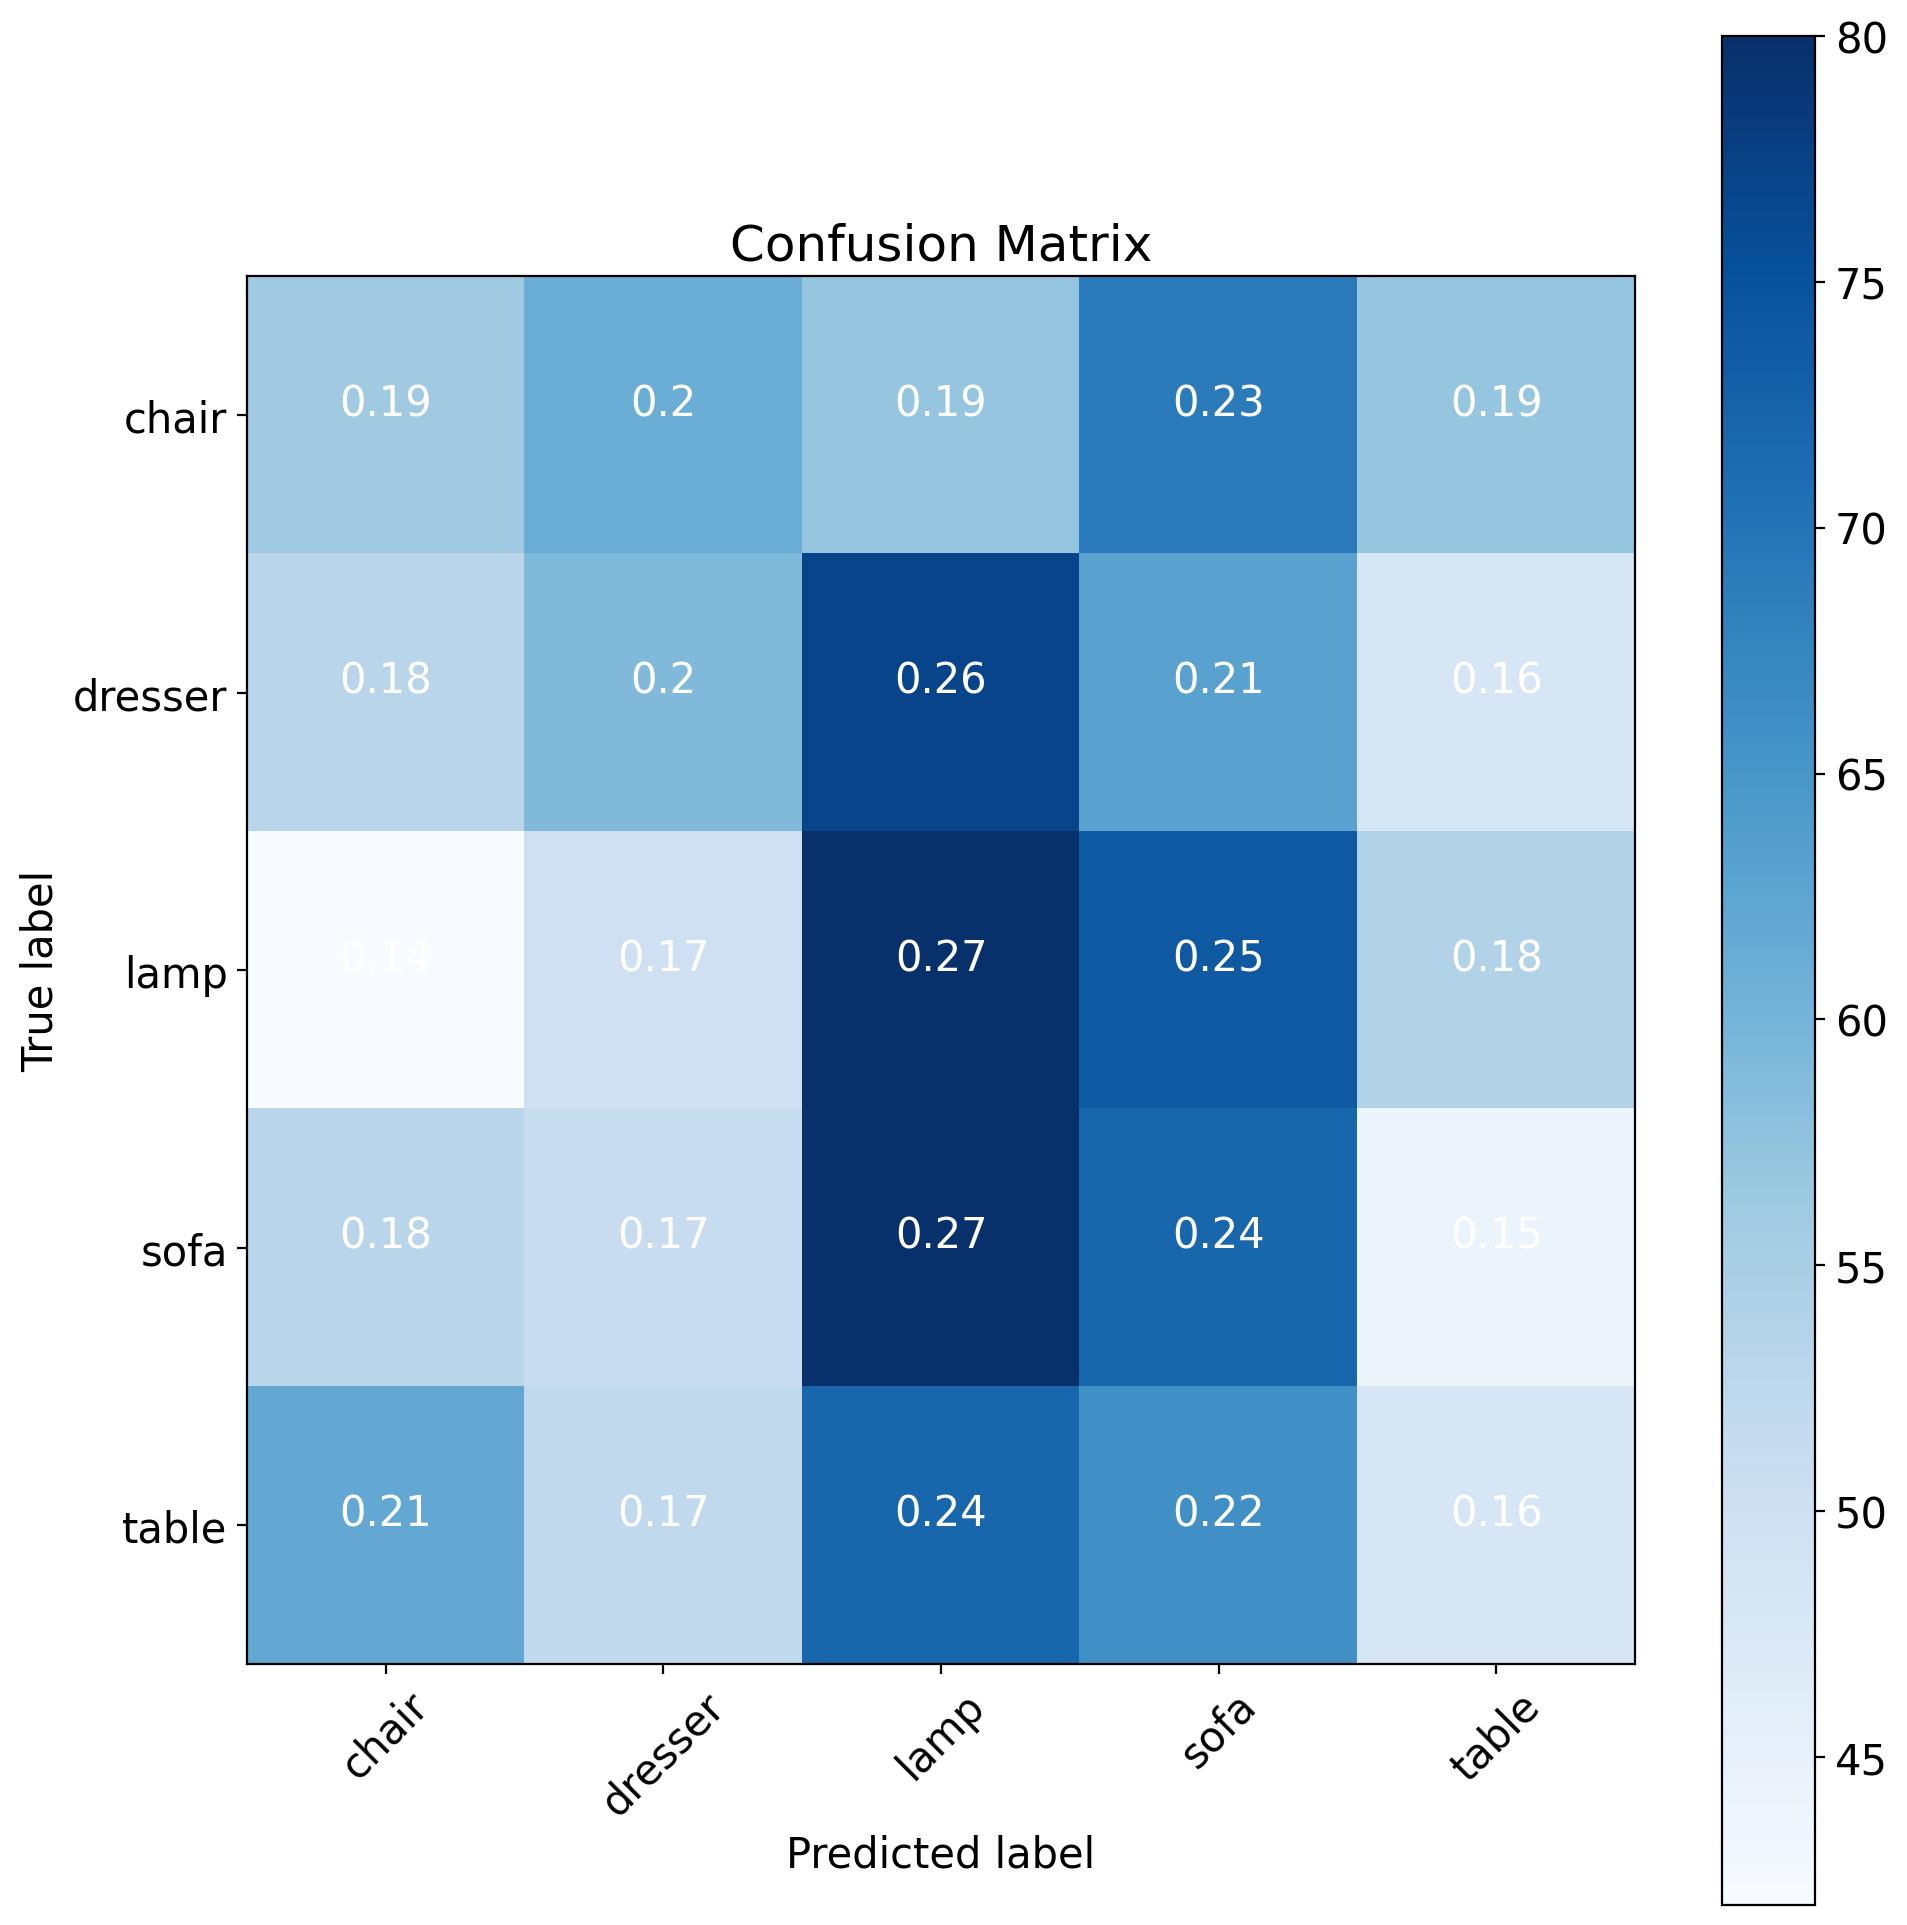 Confusion Matrix
True label
chair 0.19 0.2 0.19 0.23 0.19
dresser 0.18 0.2 0.26 0.21 0.16
lamp 0.14 0.17 0.27 0.25 0.18
sofa 0.18 0.17 0.27 0.24 0.15
table 0.21 0.17 0.24 0.22 0.16
chair dresser lamp sofa table
Predicted label
80
75
70
65
60
55
50
45